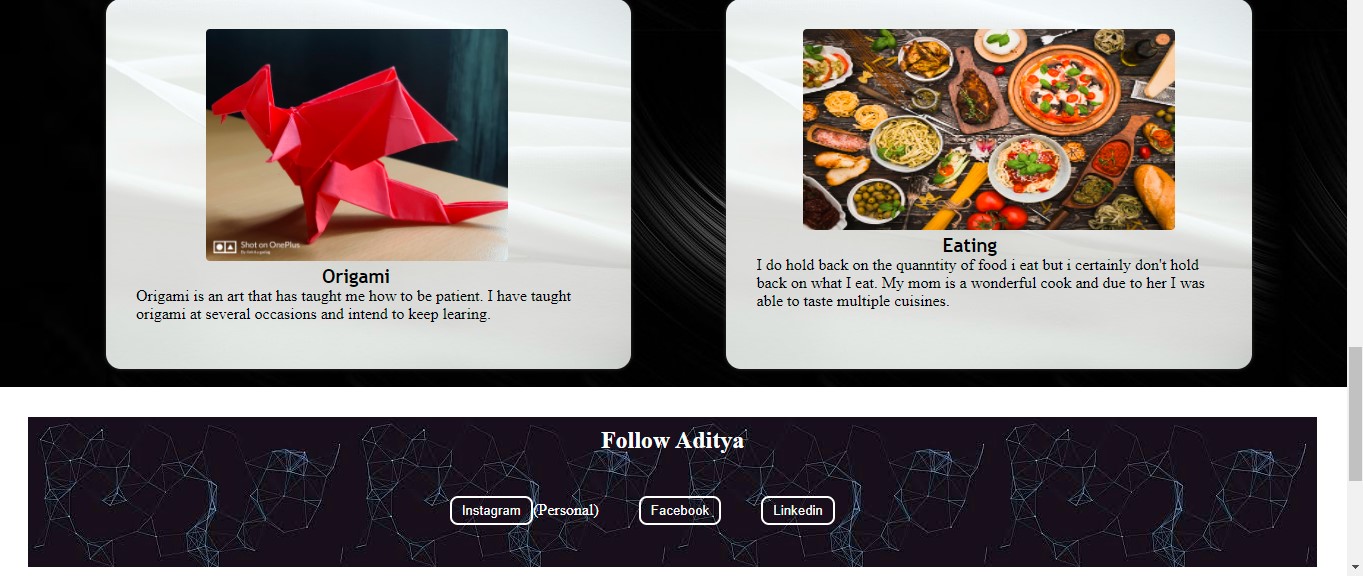 Shot on OnePlus
Origami
Origami is an art that has taught me how to be patient. I have taught
origami at several occasions and intend to keep learing.
Eating
I do hold back on the quanntity of food i eat but i certainly don't hold
back on what I eat. My mom is a wonderful cook and due to her I was
able to taste multiple cuisines.
Follow Aditya
Instagram (Personal) Facebook Linkedin